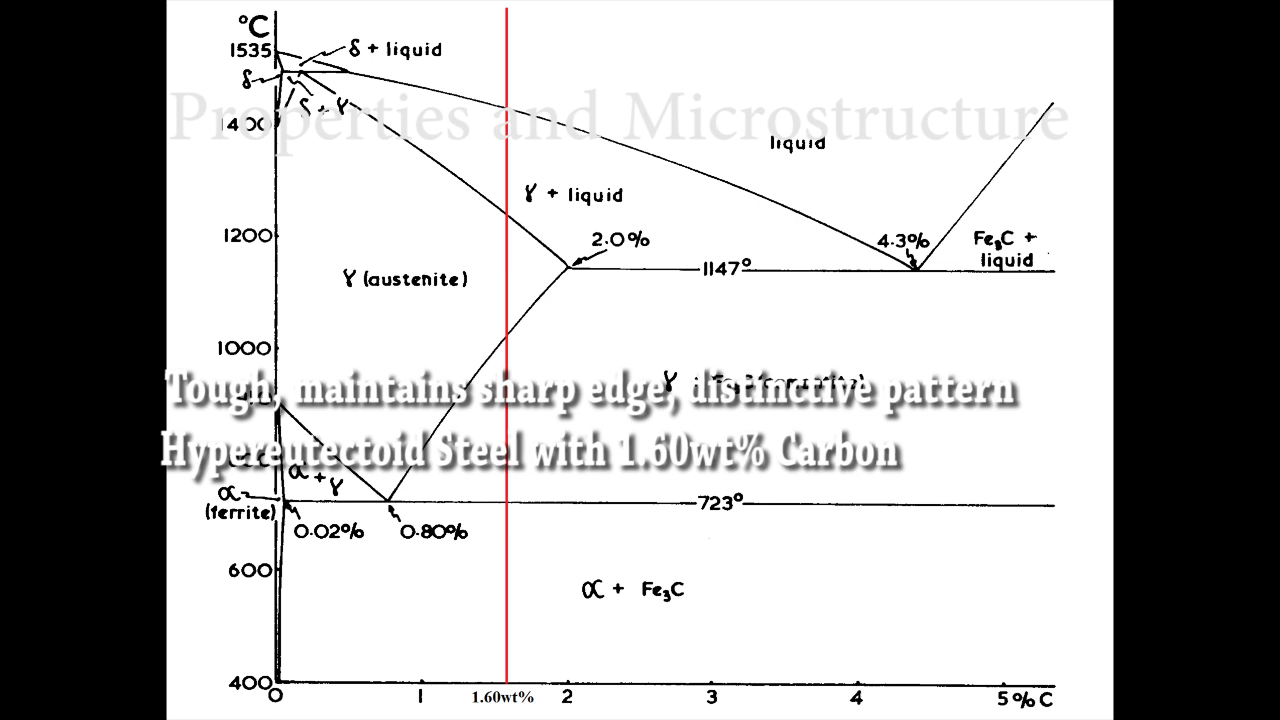 °C
1535
δ + liquid
δ
δ + γ
1400
Properties and Microstructure
liquid
γ + liquid
1200
2.0%
4.3%
Fe₃C +
liquid
1147°
γ (austenite)
1000
Tough, maintains sharp edge, distinctive pattern
Hypereutectoid Steel with 1.60wt% Carbon
α + γ
α
(ferrite)
723°
0.02%
0.80%
600
α + Fe₃C
400
0 1 1.60wt% 2 3 4 5 % C